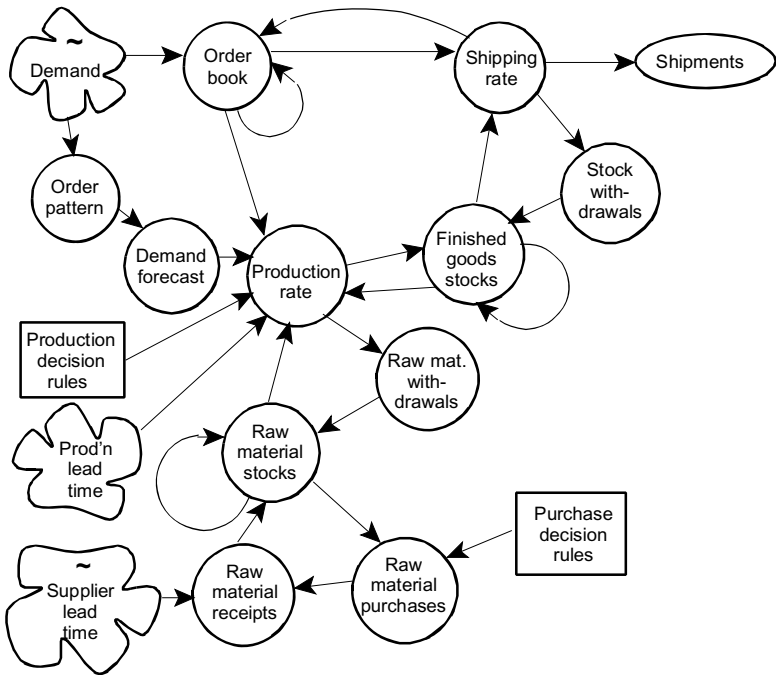 ~
Demand
Order
book
Shipping
rate
Shipments
Order
pattern
Stock
with-
drawals
Demand
forecast
Production
rate
Finished
goods
stocks
Production
decision
rules
Raw mat.
with-
drawals
Prod'n
lead
time
Raw
material
stocks
Purchase
decision
rules
~
Supplier
lead
time
Raw
material
receipts
Raw
material
purchases